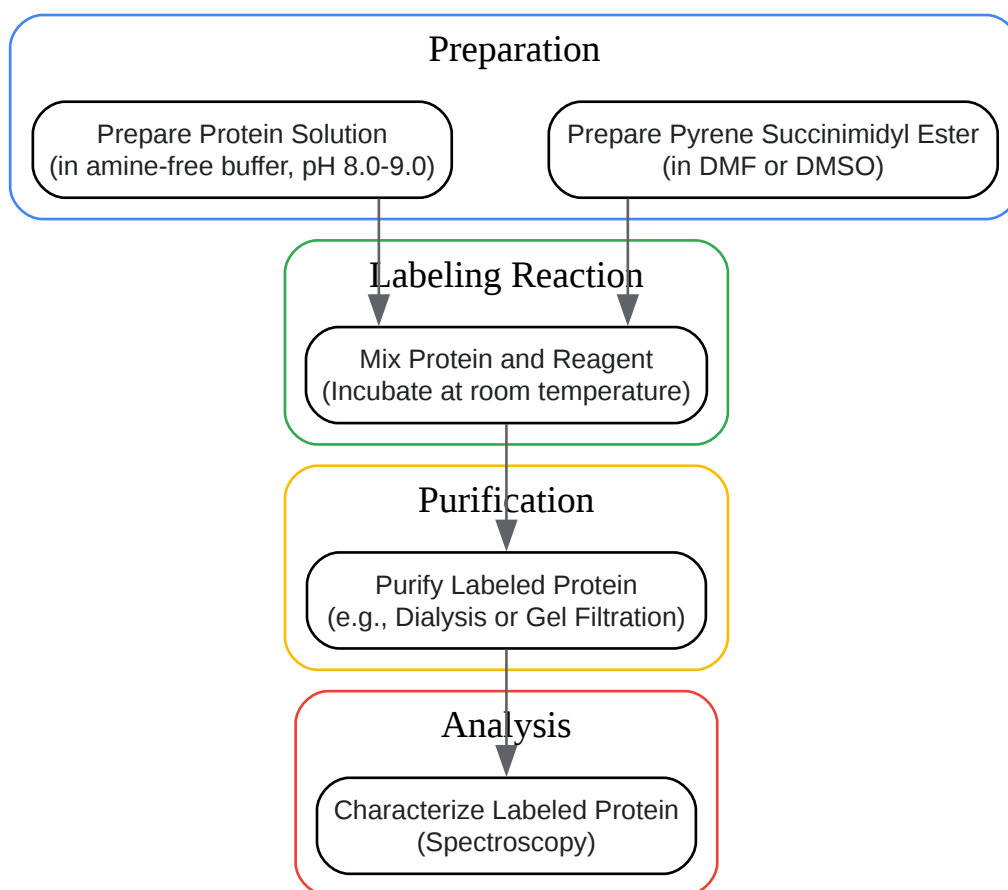 Preparation
Prepare Protein Solution
(in amine-free buffer, pH 8.0-9.0)
Prepare Pyrene Succinimidyl Ester
(in DMF or DMSO)
Labeling Reaction
Mix Protein and Reagent
(Incubate at room temperature)
Purification
Purify Labeled Protein
(e.g., Dialysis or Gel Filtration)
Analysis
Characterize Labeled Protein
(Spectroscopy)